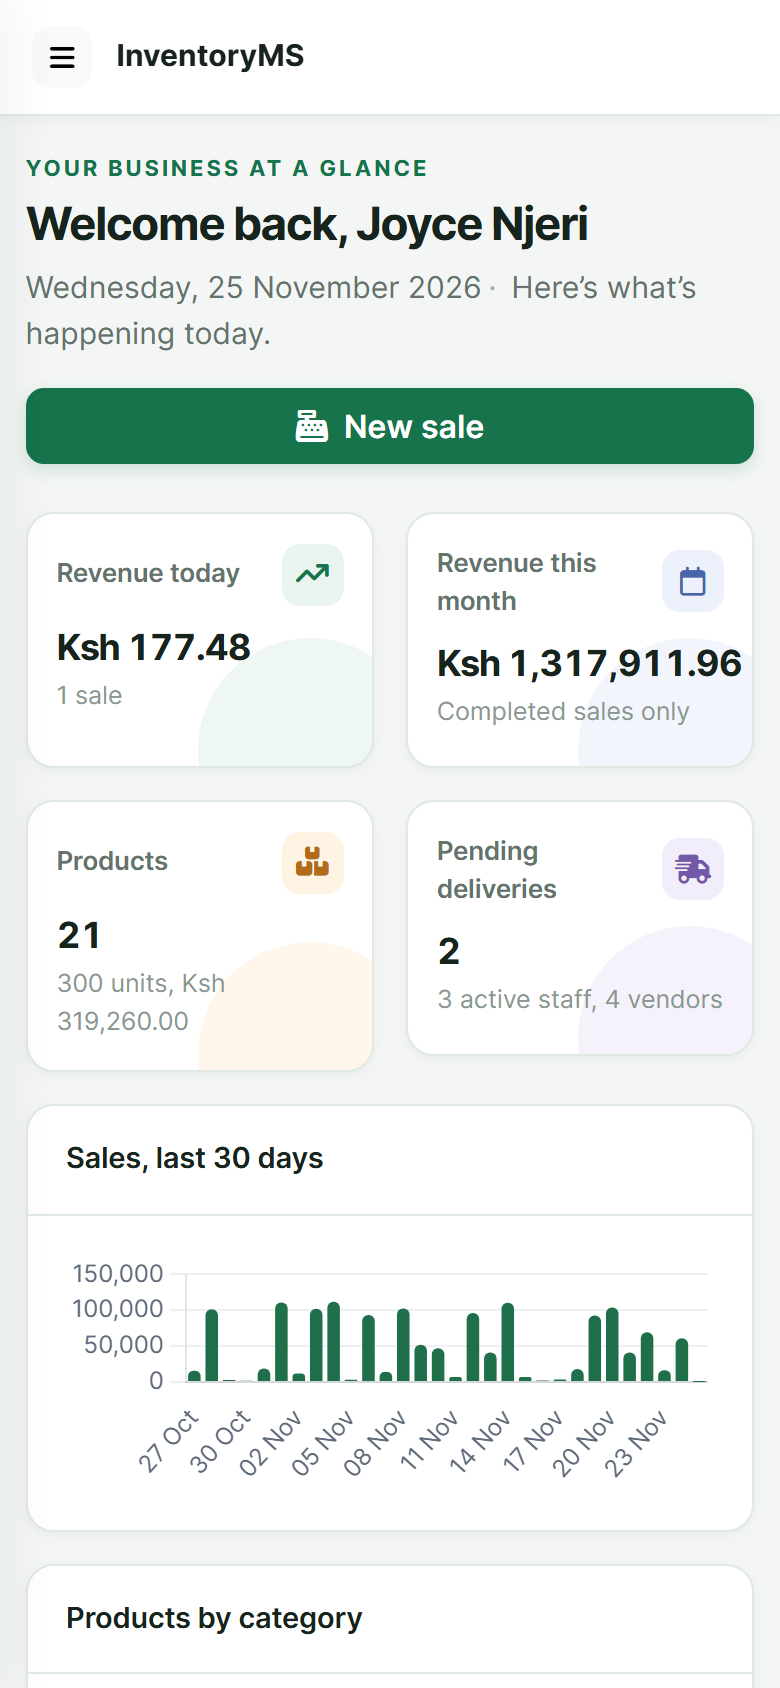 InventoryMS
YOUR BUSINESS AT A GLANCE
Welcome back, Joyce Njeri
Wednesday, 25 November 2026 · Here’s what’s
happening today.
New sale
Revenue today
Ksh 177.48
1 sale
Revenue this
month
Ksh 1,317,911.96
Completed sales only
Products
21
300 units, Ksh
319,260.00
Pending
deliveries
2
3 active staff, 4 vendors
Sales, last 30 days
150,000
100,000
50,000
0
27 Oct
30 Oct
02 Nov
05 Nov
08 Nov
11 Nov
14 Nov
17 Nov
20 Nov
23 Nov
Products by category